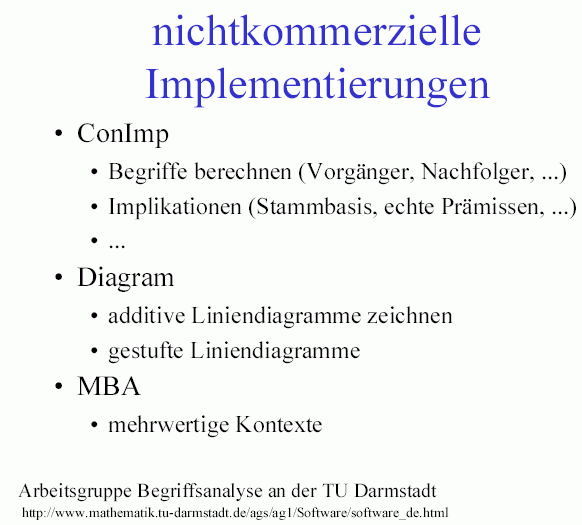 nichtkommerzielle
Implementierungen
• ConImp
• Begriffe berechnen (Vorgänger, Nachfolger, ...)
• Implikationen (Stammbasis, echte Prämissen, ...)
• ...
• Diagram
• additive Liniendiagramme zeichnen
• gestufte Liniendiagramme
• MBA
• mehrwertige Kontexte
Arbeitsgruppe Begriffsanalyse an der TU Darmstadt
http://www.mathematik.tu-darmstadt.de/ags/ag1/Software/software_de.html